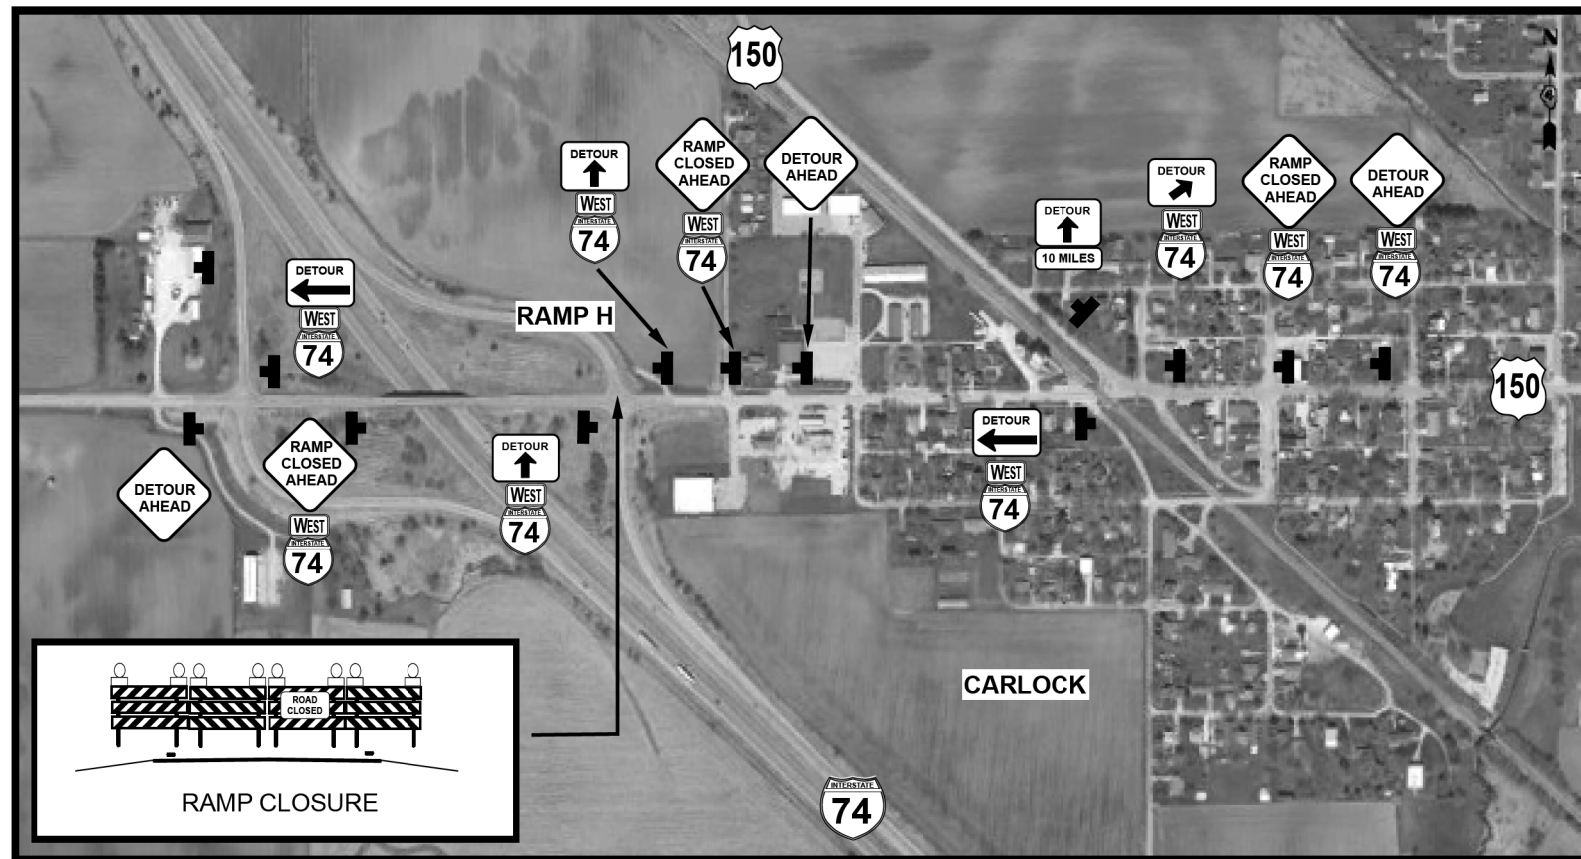 150
N
DETOUR
WEST
INTERSTATE
74
RAMP
CLOSED
AHEAD
WEST
INTERSTATE
74
DETOUR
AHEAD
DETOUR
10 MILES
DETOUR
WEST
INTERSTATE
74
RAMP
CLOSED
AHEAD
WEST
INTERSTATE
74
DETOUR
AHEAD
WEST
INTERSTATE
74
DETOUR
WEST
INTERSTATE
74
RAMP H
150
DETOUR
AHEAD
RAMP
CLOSED
AHEAD
WEST
INTERSTATE
74
DETOUR
WEST
INTERSTATE
74
DETOUR
WEST
INTERSTATE
74
CARLOCK
ROAD
CLOSED
RAMP CLOSURE
INTERSTATE
74